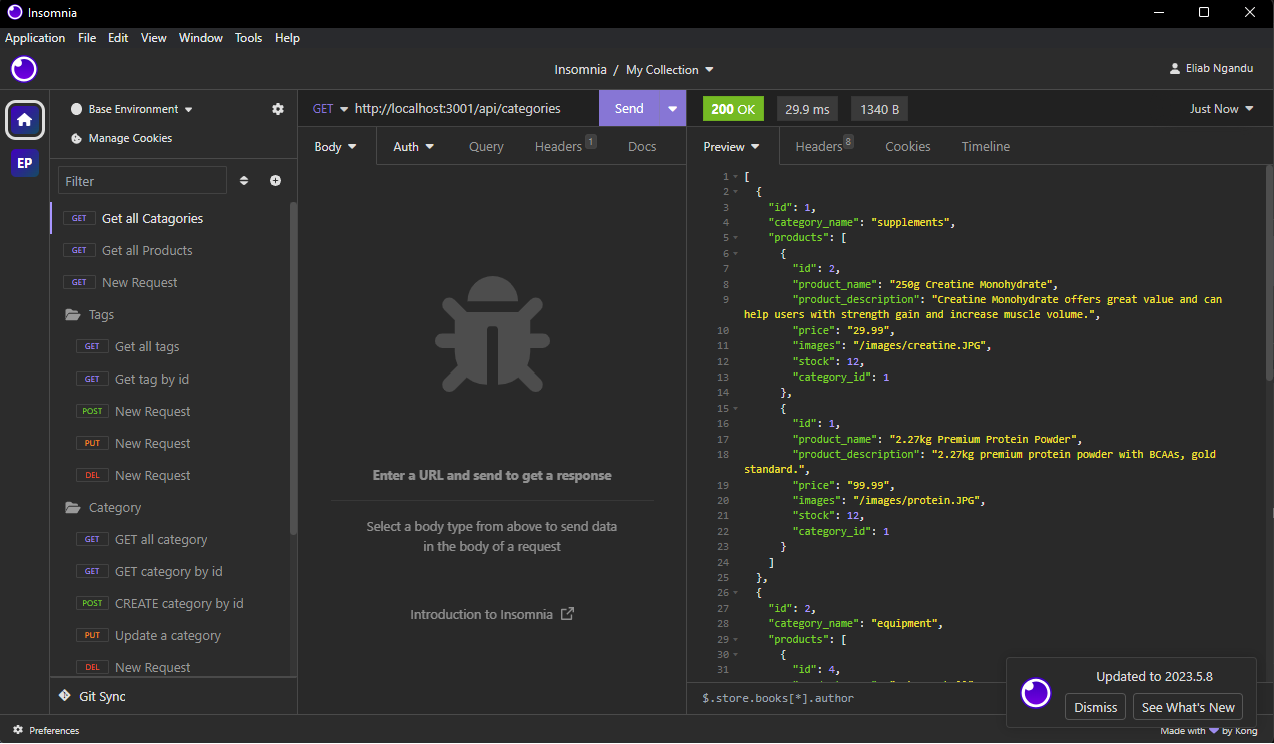 Insomnia
Application File Edit View Window Tools Help
Insomnia / My Collection
Eliab Ngandu
EP
Base Environment
Manage Cookies
Filter
GET Get all Catagories
GET Get all Products
GET New Request
Tags
GET Get all tags
GET Get tag by id
POST New Request
PUT New Request
DEL New Request
Category
GET GET all category
GET GET category by id
POST CREATE category by id
PUT Update a category
DEL New Request
Git Sync
Preferences
GET http://localhost:3001/api/categories Send
Body Auth Query Headers 1 Docs
Enter a URL and send to get a response
Select a body type from above to send data
in the body of a request
Introduction to Insomnia
200 OK 29.9 ms 1340 B Just Now
Preview Headers 8 Cookies Timeline
1 [
2 {
3 "id": 1,
4 "category_name": "supplements",
5 "products": [
6 {
7 "id": 2,
8 "product_name": "250g Creatine Monohydrate",
9 "product_description": "Creatine Monohydrate offers great value and can
help users with strength gain and increase muscle volume.",
10 "price": "29.99",
11 "images": "/images/creatine.JPG",
12 "stock": 12,
13 "category_id": 1
14 },
15 {
16 "id": 1,
17 "product_name": "2.27kg Premium Protein Powder",
18 "product_description": "2.27kg premium protein powder with BCAAs, gold
standard.",
19 "price": "99.99",
20 "images": "/images/protein.JPG",
21 "stock": 12,
22 "category_id": 1
23 }
24 ]
25 },
26 {
27 "id": 2,
28 "category_name": "equipment",
29 "products": [
30 {
31 "id": 4,
$.store.books[*].author
Updated to 2023.5.8
Dismiss See What's New
Made with by Kong